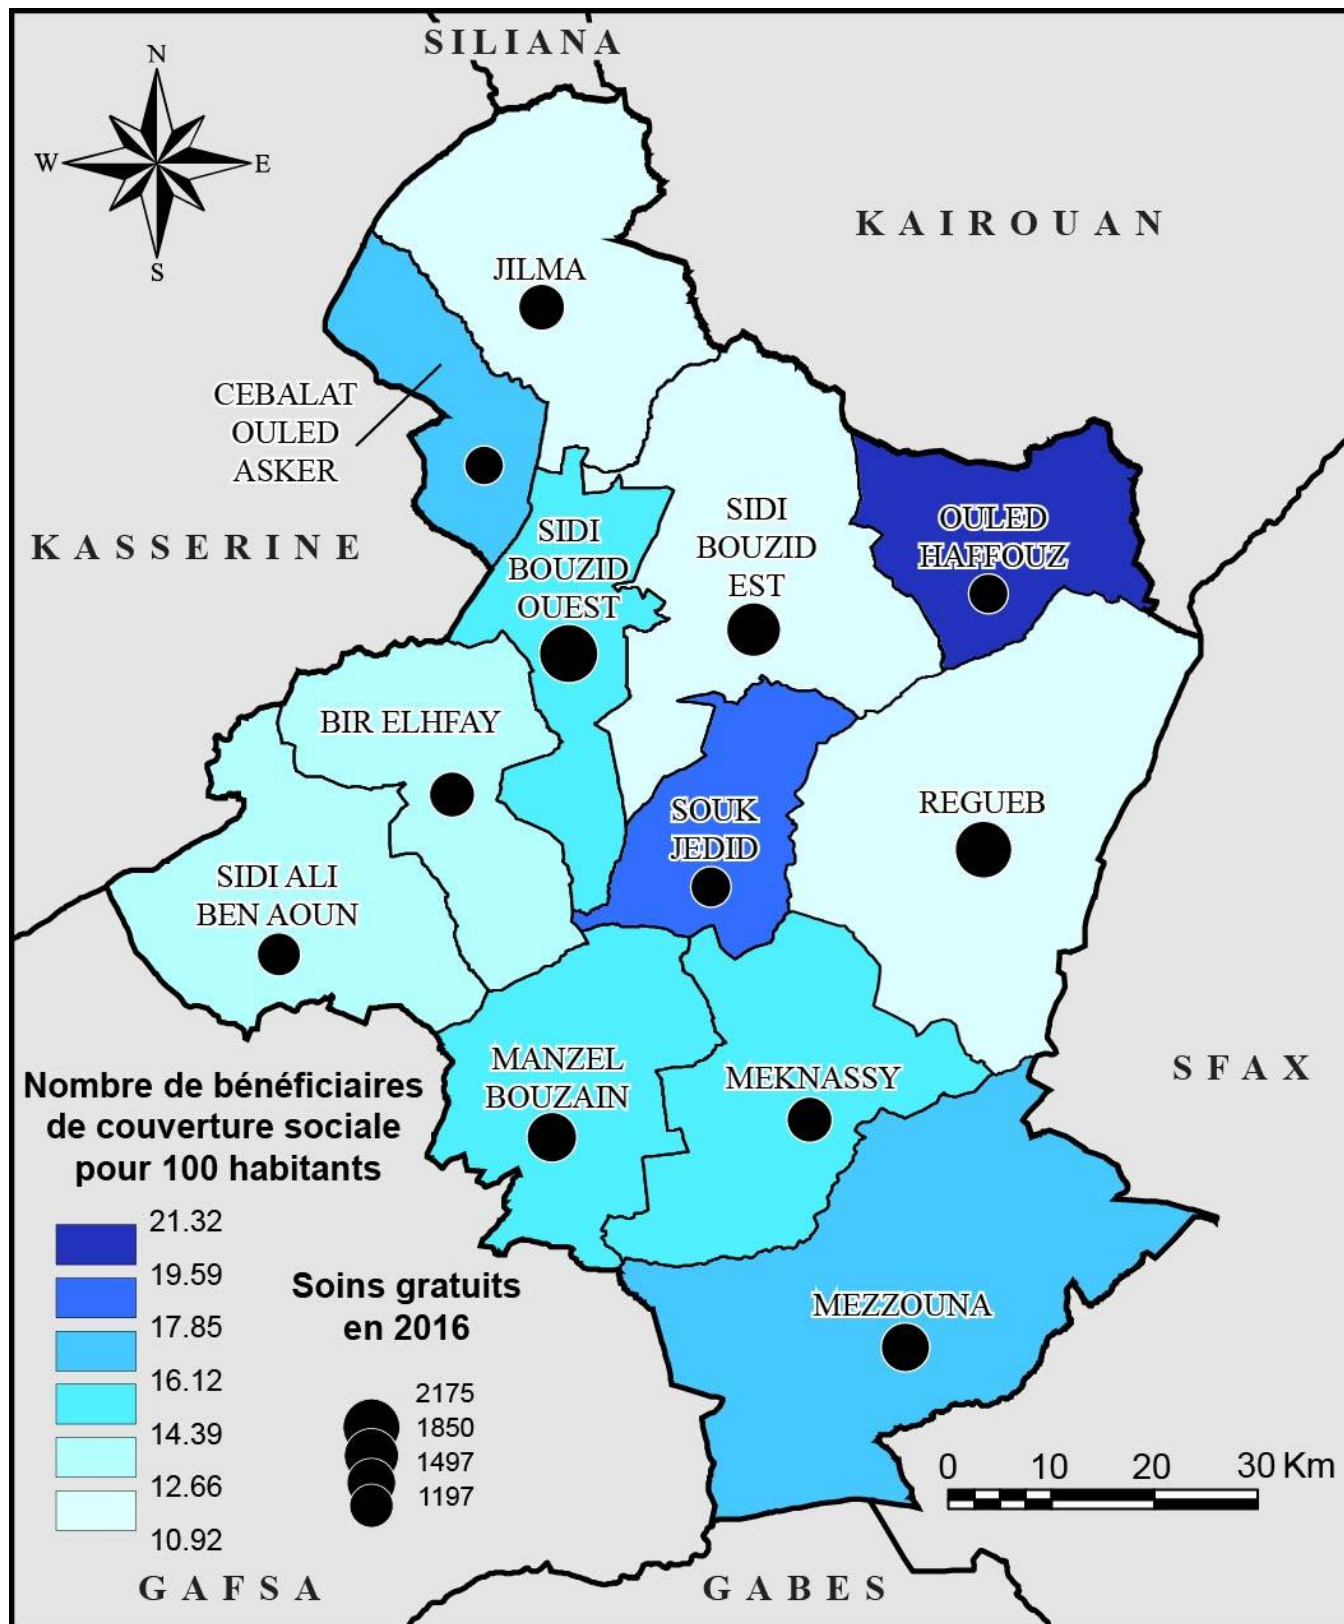 SILIANA
N
W
E
S
KAIROUAN
JILMA
CEBALAT
OULED
ASKER
KASSERINE
SIDI
BOUZID
OUEST
SIDI
BOUZID
EST
OULED
HAFFOUZ
BIR ELHFAY
SOUK
JEDID
REGUEB
SIDI ALI
BEN AOUN
MANZEL
BOUZAIN
MEKNASSY
SFAX
MEZZOUNA
Nombre de bénéficiaires
de couverture sociale
pour 100 habitants
21.32
19.59
17.85
16.12
14.39
12.66
10.92
Soins gratuits
en 2016
2175
1850
1497
1197
0 10 20 30 Km
GAFSA
GABES